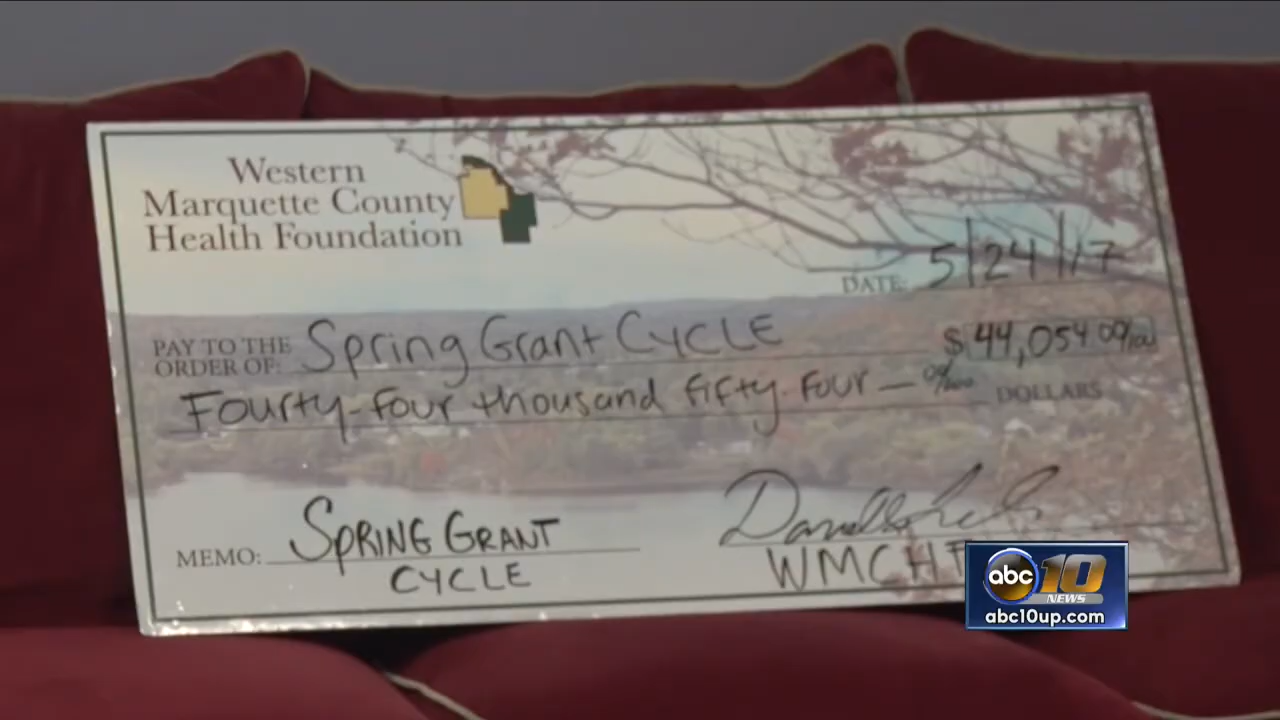 Western
Marquette County
Health Foundation
DATE: 5/24/17
PAY TO THE
ORDER OF: Spring Grant Cycle $ 44,054 00/100
Fourty-four thousand fifty-four — 00/100 DOLLARS
MEMO: Spring Grant
Cycle
WMCHF
abc 10
NEWS
abc10up.com